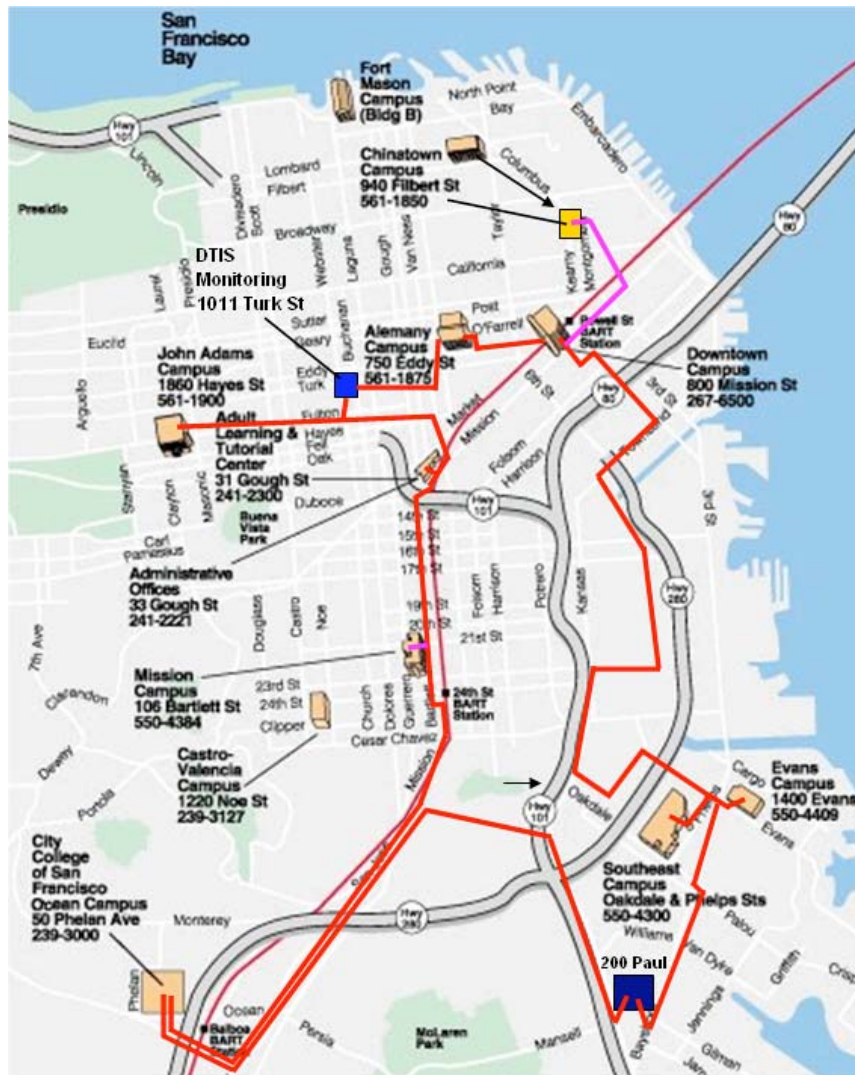 San
Francisco
Bay
Fort
Mason
Campus
(Bldg B)
North Point
Bay
Embarcadero
Hwy
101
Lincoln
Lombard
Filbert
Chinatown
Campus
940 Filbert St
561-1850
Columbus
Presidio
Divisadero
Scott
Broadway
Webster
Laguna
Gough
Van Ness
Taylor
Kearny
Montgomery
Hwy
80
DTIS
Monitoring
1011 Turk St
Laurel
Presidio
California
Euclid
Sutter
Geary
Buchanan
Post
O'Farrell
Alemany
Campus
750 Eddy St
561-1875
Powell St
BART
Station
John Adams
Campus
1860 Hayes St
561-1900
Arguello
Eddy
Turk
Downtown
Campus
800 Mission St
267-6500
6th St
Hwy
80
3rd St
Townsend
Adult
Learning &
Tutorial
Center
31 Gough St
241-2300
Fulton
Hayes
Fell
Oak
Market
Mission
Folsom
Harrison
Stanyan
Clayton
Masonic
Duboce
Hwy
101
3rd St
Buena
Vista
Park
Carl
Parnassus
14th St
15th St
16th St
17th St
Administrative
Offices
33 Gough St
241-2221
7th Ave
Douglass
Castro
Noe
19th St
20th St
21st St
Folsom
Harrison
Potrero
Kansas
Hwy
280
Mission
Campus
106 Bartlett St
550-4384
23rd St
24th St
Clipper
Church
Dolores
Guerrero
Bartlett
24th St
BART
Station
Cesar Chavez
Clarendon
Dewey
Portola
Castro-
Valencia
Campus
1220 Noe St
239-3127
Mission
Hwy
101
Oakdale
Phelps
Cargo
Evans
Evans
Campus
1400 Evans
550-4409
City
College
of San
Francisco
Ocean Campus
50 Phelan Ave
239-3000
Monterey
Hwy
280
Southeast
Campus
Oakdale & Phelps Sts
550-4300
Williams
Palou
Van Dyke
Griffith
200 Paul
Phelan
Ocean
Balboa
BART
Station
Persia
McLaren
Park
Mansell
Jennings
Gilman